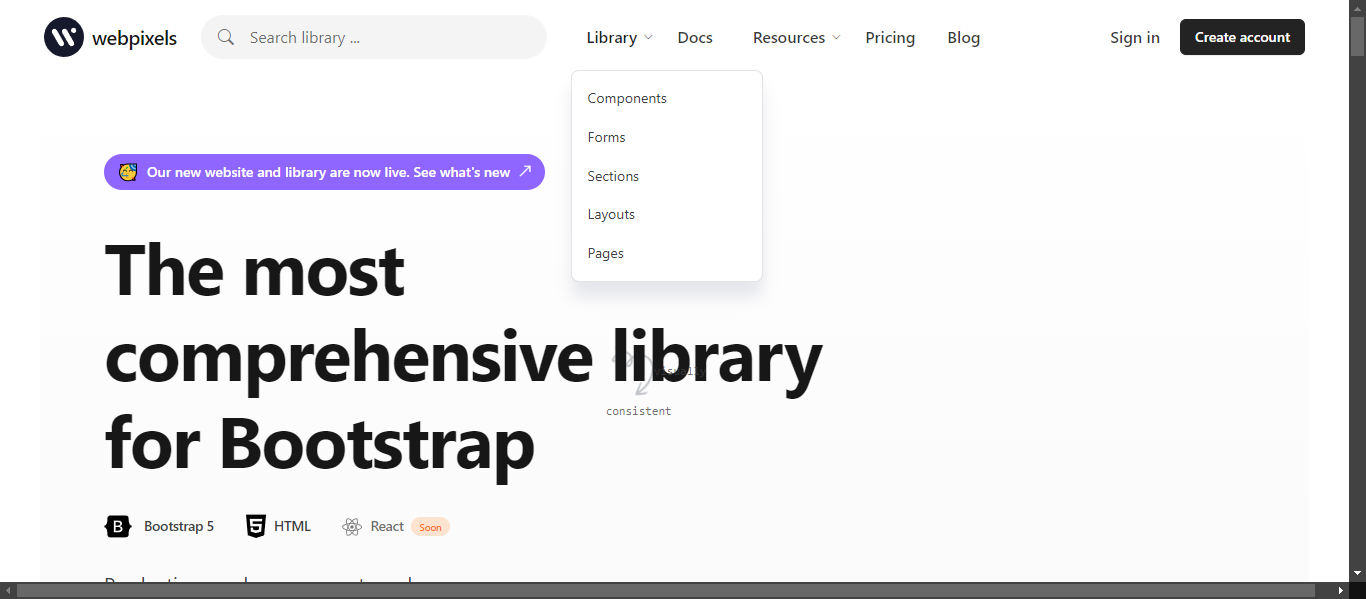 webpixels
Search library ...
Library
Docs
Resources
Pricing
Blog
Sign in
Create account
Components
Forms
Sections
Layouts
Pages
Our new website and library are now live. See what's new
The most
comprehensive library
for Bootstrap
visually
consistent
Bootstrap 5
HTML
React
Soon